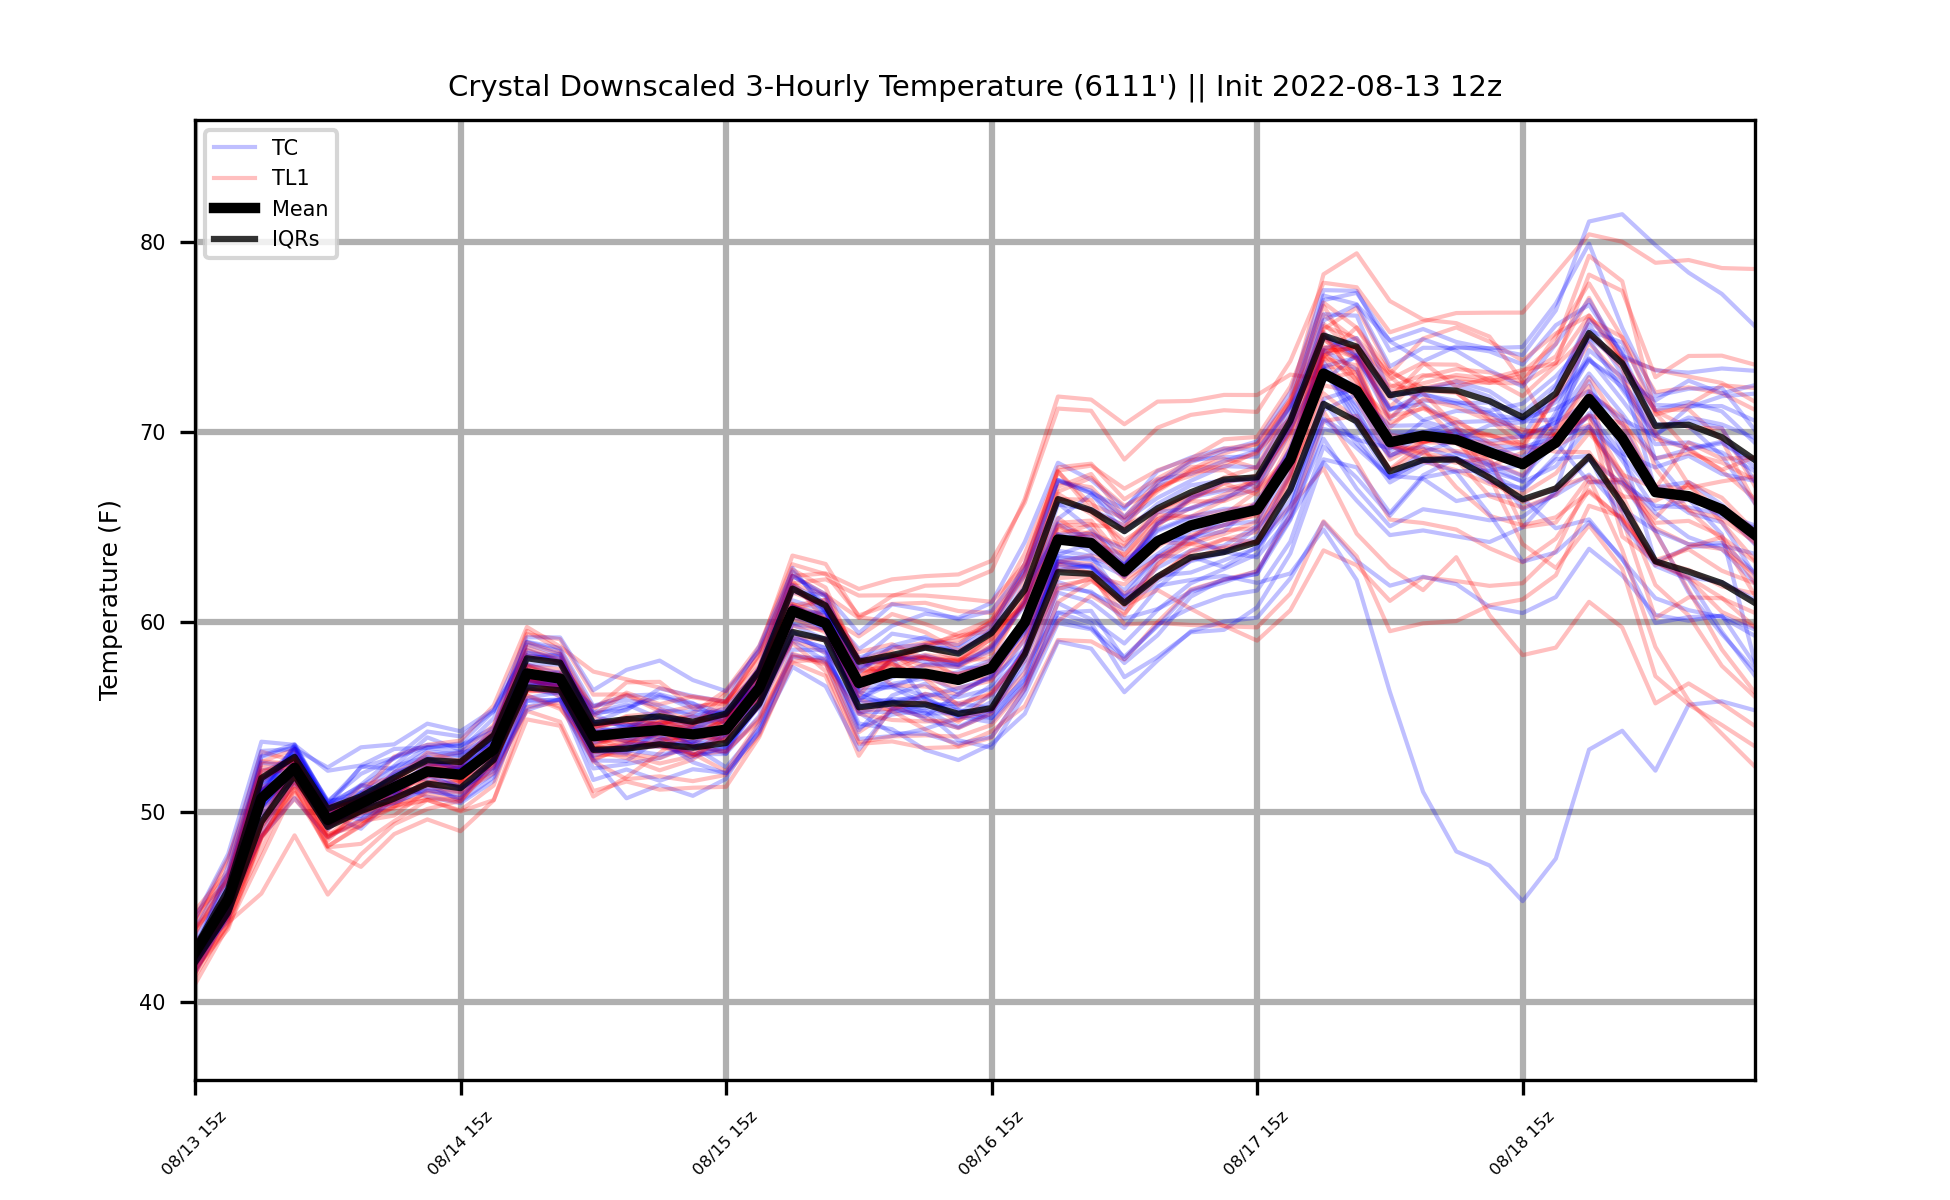 Crystal Downscaled 3-Hourly Temperature (6111') || Init 2022-08-13 12z
TC
TL1
Mean
IQRs
Temperature (F)
80
70
60
50
40
08/13 15z
08/14 15z
08/15 15z
08/16 15z
08/17 15z
08/18 15z